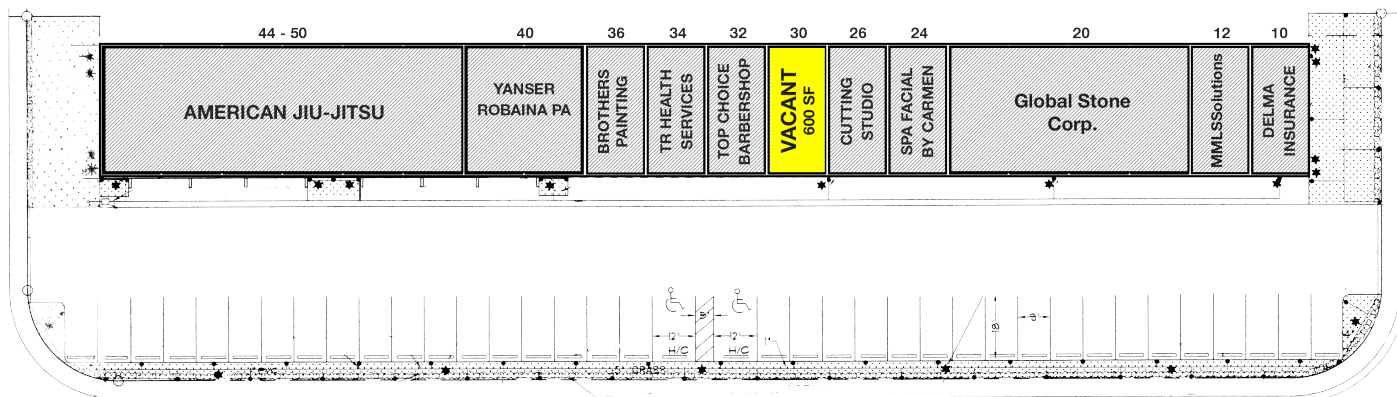 44 - 50
40
36
34
32
30
26
24
20
12
10
AMERICAN JIU-JITSU
YANSER
ROBAINA PA
BROTHERS
PAINTING
TR HEALTH
SERVICES
TOP CHOICE
BARBERSHOP
VACANT
600 SF
CUTTING
STUDIO
SPA FACIAL
BY CARMEN
Global Stone
Corp.
MMLSSolutions
DELMA
INSURANCE
5'
12'
12'
H/C
H/C
18'
9'
GRASS